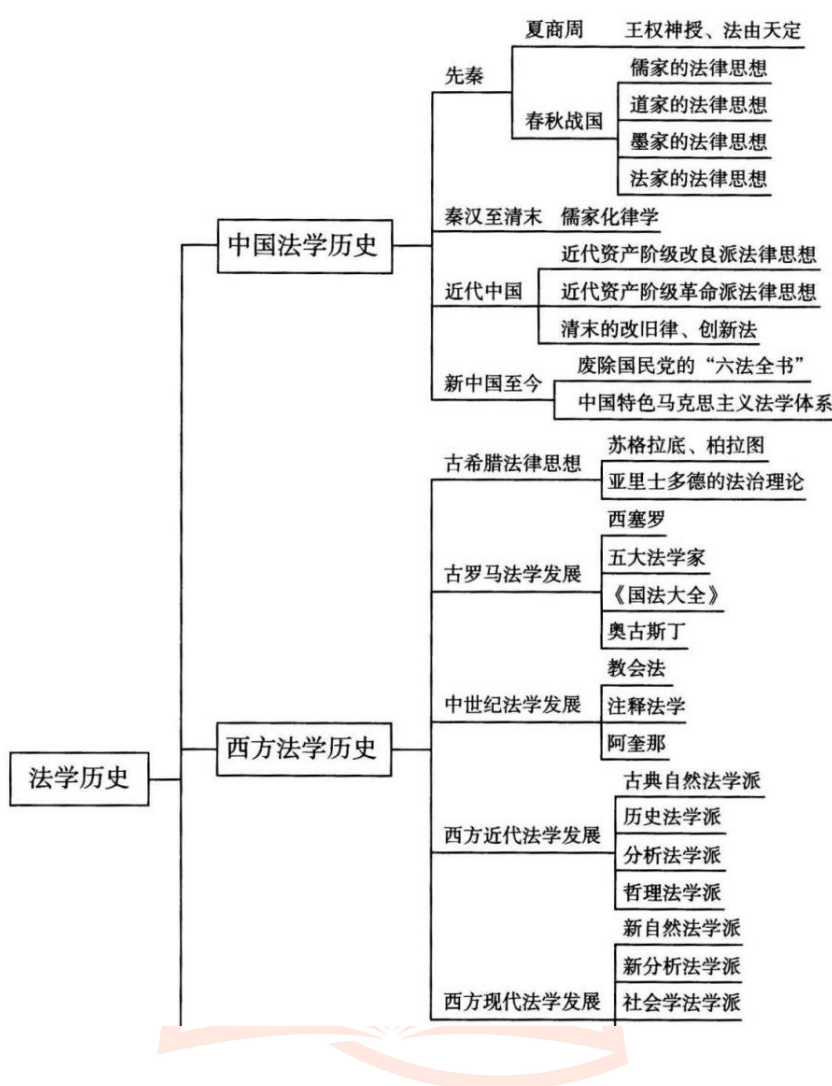 法学历史
中国法学历史
先秦
夏商周 王权神授、法由天定
春秋战国
儒家的法律思想
道家的法律思想
墨家的法律思想
法家的法律思想
秦汉至清末 儒家化律学
近代中国
近代资产阶级改良派法律思想
近代资产阶级革命派法律思想
清末的改旧律、创新法
新中国至今
废除国民党的“六法全书”
中国特色马克思主义法学体系
西方法学历史
古希腊法律思想
苏格拉底、柏拉图
亚里士多德的法治理论
古罗马法学发展
西塞罗
五大法学家
《国法大全》
奥古斯丁
中世纪法学发展
教会法
注释法学
阿奎那
西方近代法学发展
古典自然法学派
历史法学派
分析法学派
哲理法学派
西方现代法学发展
新自然法学派
新分析法学派
社会学法学派